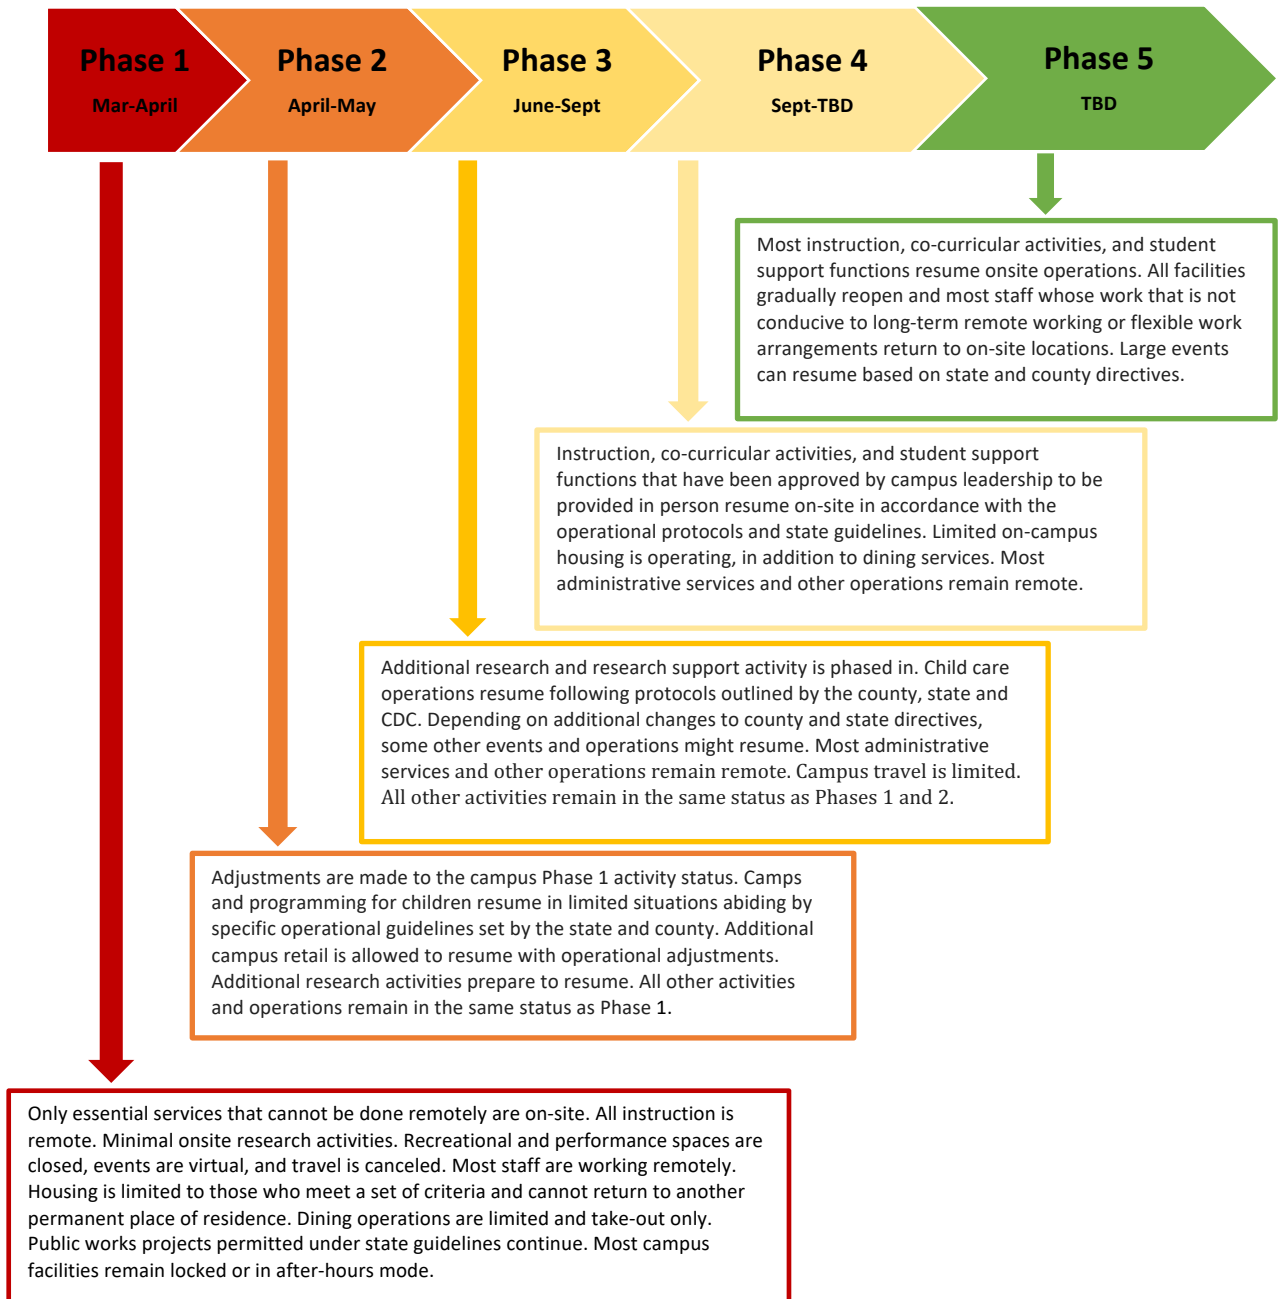 Phase 1
Mar-April
Phase 2
April-May
Phase 3
June-Sept
Phase 4
Sept-TBD
Phase 5
TBD
Most instruction, co-curricular activities, and student
support functions resume onsite operations. All facilities
gradually reopen and most staff whose work that is not
conducive to long-term remote working or flexible work
arrangements return to on-site locations. Large events
can resume based on state and county directives.
Instruction, co-curricular activities, and student support
functions that have been approved by campus leadership to be
provided in person resume on-site in accordance with the
operational protocols and state guidelines. Limited on-campus
housing is operating, in addition to dining services. Most
administrative services and other operations remain remote.
Additional research and research support activity is phased in. Child care
operations resume following protocols outlined by the county, state and
CDC. Depending on additional changes to county and state directives,
some other events and operations might resume. Most administrative
services and other operations remain remote. Campus travel is limited.
All other activities remain in the same status as Phases 1 and 2.
Adjustments are made to the campus Phase 1 activity status. Camps
and programming for children resume in limited situations abiding by
specific operational guidelines set by the state and county. Additional
campus retail is allowed to resume with operational adjustments.
Additional research activities prepare to resume. All other activities
and operations remain in the same status as Phase 1.
Only essential services that cannot be done remotely are on-site. All instruction is
remote. Minimal onsite research activities. Recreational and performance spaces are
closed, events are virtual, and travel is canceled. Most staff are working remotely.
Housing is limited to those who meet a set of criteria and cannot return to another
permanent place of residence. Dining operations are limited and take-out only.
Public works projects permitted under state guidelines continue. Most campus
facilities remain locked or in after-hours mode.